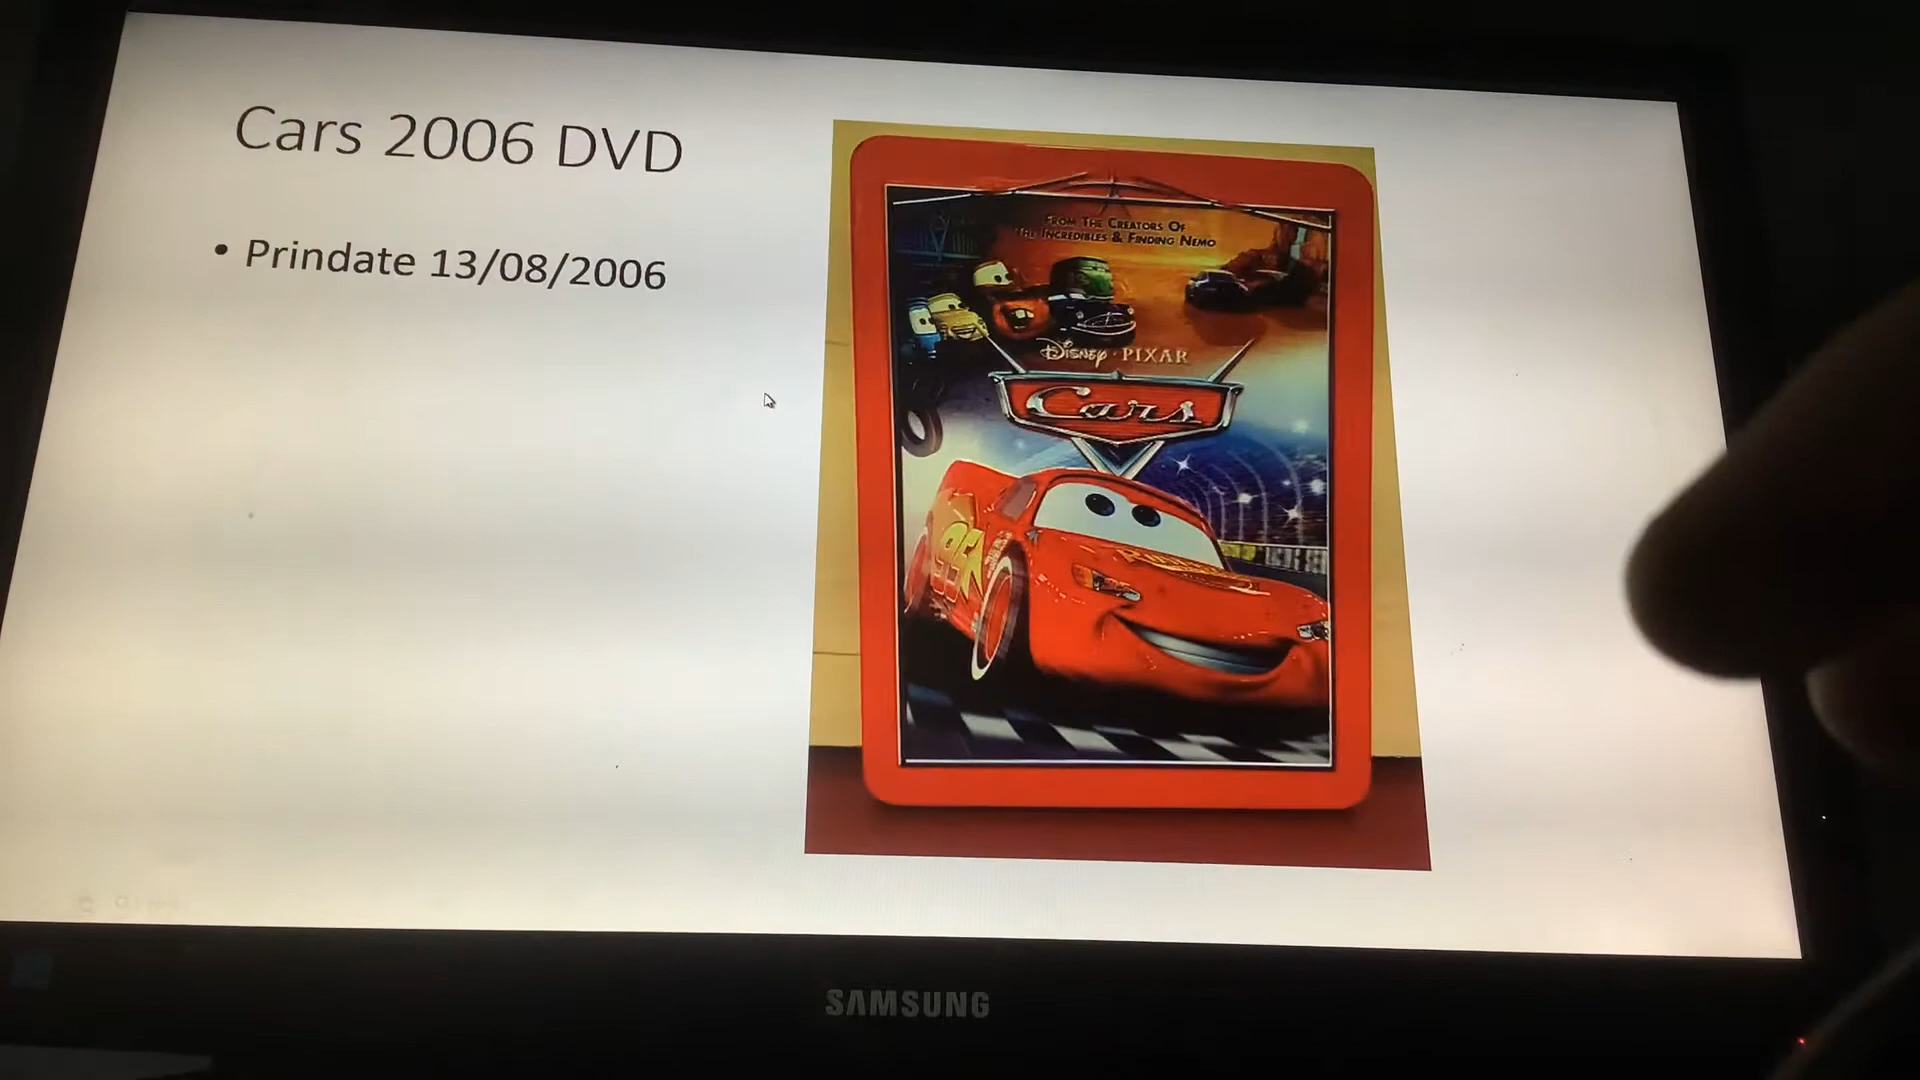 Cars 2006 DVD
• Prindate 13/08/2006
FROM THE CREATORS OF
THE INCREDIBLES & FINDING NEMO
DISNEY · PIXAR
Cars
95
SAMSUNG